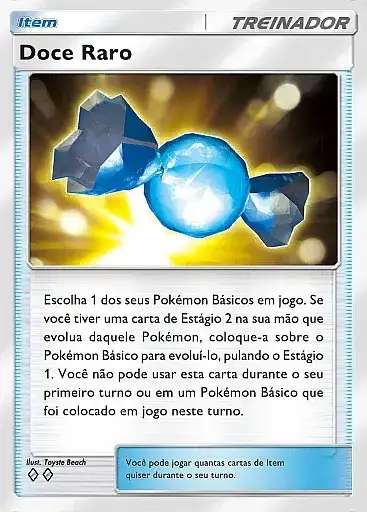 Item
TREINADOR
Doce Raro
Escolha 1 dos seus Pokémon Básicos em jogo. Se
você tiver uma carta de Estágio 2 na sua mão que
evolua daquele Pokémon, coloque-a sobre o
Pokémon Básico para evoluí-lo, pulando o Estágio
1. Você não pode usar esta carta durante o seu
primeiro turno ou em um Pokémon Básico que
foi colocado em jogo neste turno.
Ilust. Toyste Beach
Você pode jogar quantas cartas de Item
quiser durante o seu turno.